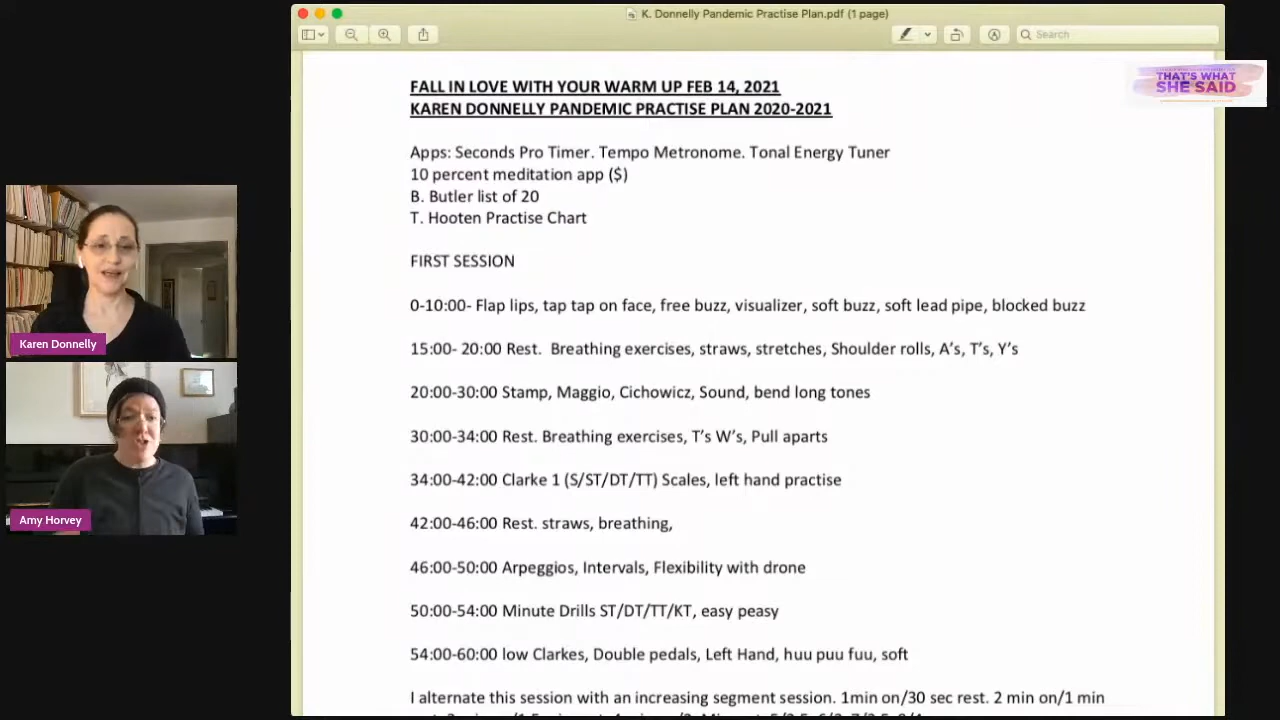 K. Donnelly Pandemic Practise Plan.pdf (1 page)
Search
THAT'S WHAT
SHE SAID
FALL IN LOVE WITH YOUR WARM UP FEB 14, 2021
KAREN DONNELLY PANDEMIC PRACTISE PLAN 2020-2021
Apps: Seconds Pro Timer. Tempo Metronome. Tonal Energy Tuner
10 percent meditation app ($)
B. Butler list of 20
T. Hooten Practise Chart
FIRST SESSION
0-10:00- Flap lips, tap tap on face, free buzz, visualizer, soft buzz, soft lead pipe, blocked buzz
15:00- 20:00 Rest.  Breathing exercises, straws, stretches, Shoulder rolls, A's, T's, Y's
20:00-30:00 Stamp, Maggio, Cichowicz, Sound, bend long tones
30:00-34:00 Rest. Breathing exercises, T's W's, Pull aparts
34:00-42:00 Clarke 1 (S/ST/DT/TT) Scales, left hand practise
42:00-46:00 Rest. straws, breathing,
46:00-50:00 Arpeggios, Intervals, Flexibility with drone
50:00-54:00 Minute Drills ST/DT/TT/KT, easy peasy
54:00-60:00 low Clarkes, Double pedals, Left Hand, huu puu fuu, soft
I alternate this session with an increasing segment session. 1min on/30 sec rest. 2 min on/1 min
Karen Donnelly
Amy Horvey